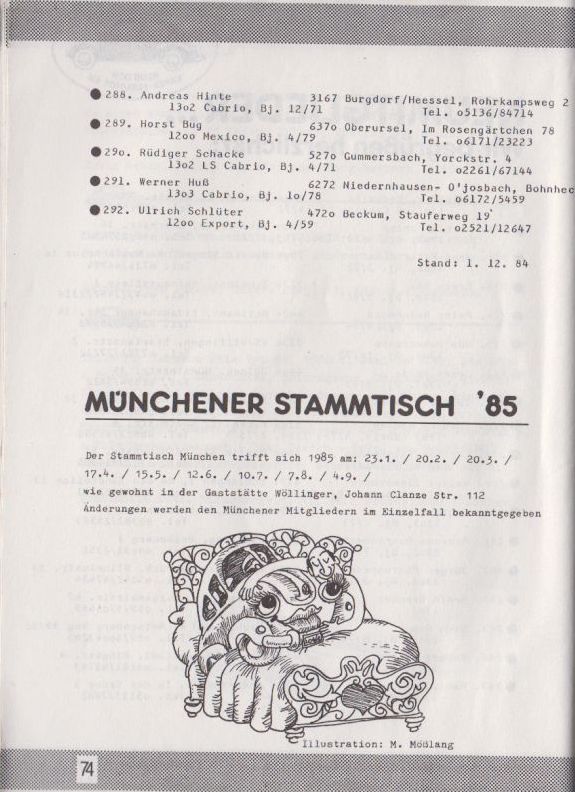 288. Andreas Hinte 3167 Burgdorf/Heessel, Rohrkampsweg 2
13o2 Cabrio, Bj. 12/71 Tel. o5136/84714
289. Horst Bug 637o Oberursel, Im Rosengärtchen 78
12oo Mexico, Bj. 4/79 Tel. o6171/23223
29o. Rüdiger Schacke 527o Gummersbach, Yorckstr. 4
13o2 LS Cabrio, Bj. 4/71 Tel. o2261/67144
291. Werner Huß 6272 Niedernhausen- O'josbach, Bohnhec
13o3 Cabrio, Bj. 1o/78 Tel. o6172/5459
292. Ulrich Schlüter 472o Beckum, Stauferweg 19
12oo Export, Bj. 4/59 Tel. o2521/12647
Stand: 1. 12. 84
MÜNCHENER STAMMTISCH '85
Der Stammtisch München trifft sich 1985 am: 23.1. / 20.2. / 20.3. /
17.4. / 15.5. / 12.6. / 10.7. / 7.8. / 4.9. /
wie gewohnt in der Gaststätte Wöllinger, Johann Clanze Str. 112
Änderungen werden den Münchener Mitgliedern im Einzelfall bekanntgegeben
Illustration: M. Mößlang
74